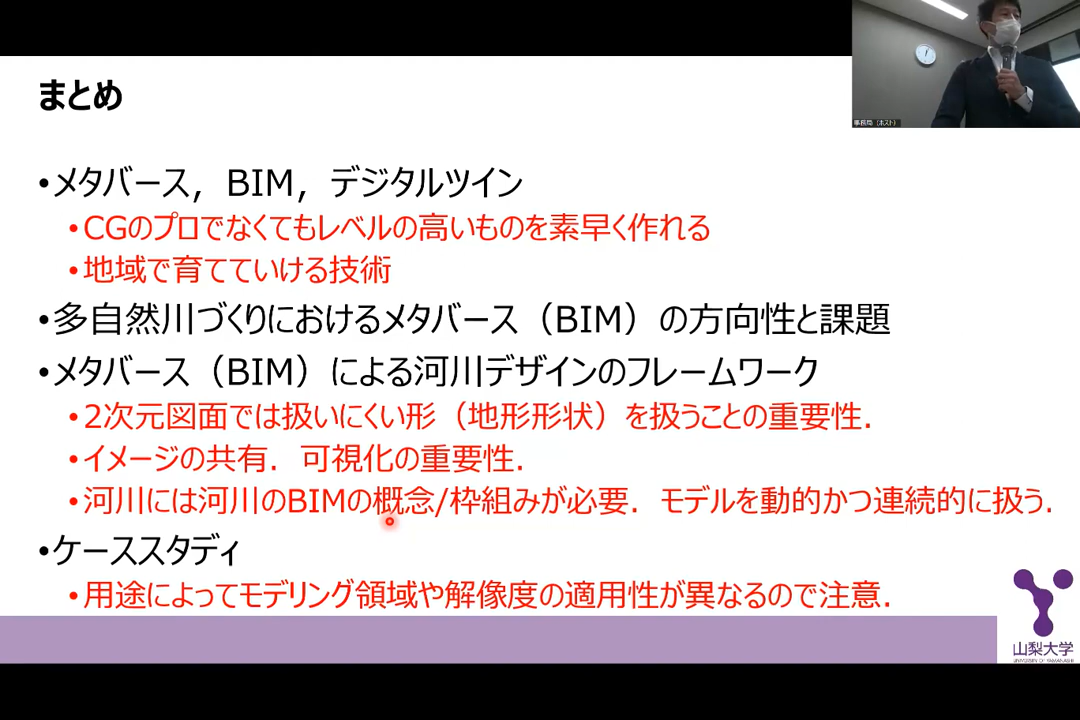 まとめ
事務局（ホスト）
•メタバース，BIM，デジタルツイン
•CGのプロでなくてもレベルの高いものを素早く作れる
•地域で育てていける技術
•多自然川づくりにおけるメタバース（BIM）の方向性と課題
•メタバース（BIM）による河川デザインのフレームワーク
•2次元図面では扱いにくい形（地形形状）を扱うことの重要性．
•イメージの共有．可視化の重要性．
•河川には河川のBIMの概念/枠組みが必要．モデルを動的かつ連続的に扱う．
•ケーススタディ
•用途によってモデリング領域や解像度の適用性が異なるので注意．
山梨大学
UNIVERSITY OF YAMANASHI